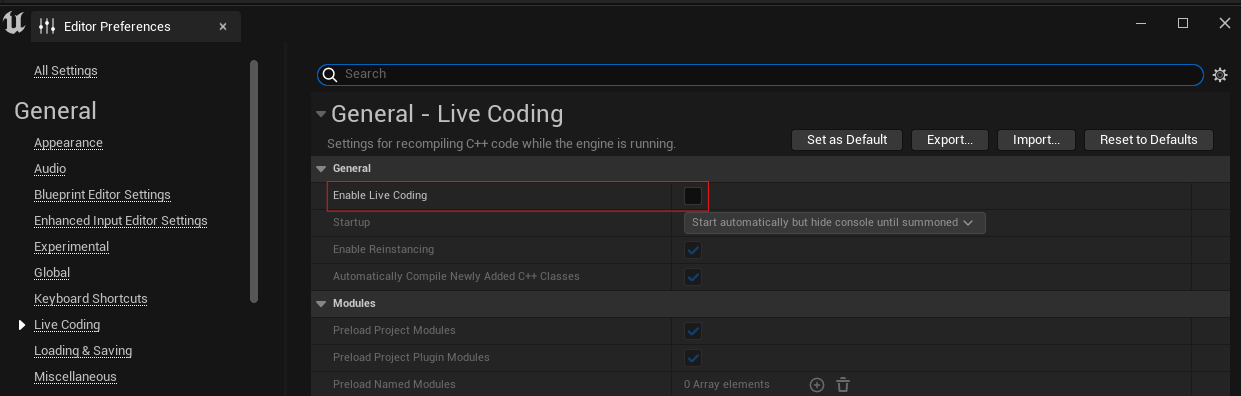 Editor Preferences
All Settings
General
Appearance
Audio
Blueprint Editor Settings
Enhanced Input Editor Settings
Experimental
Global
Keyboard Shortcuts
Live Coding
Loading & Saving
Miscellaneous
Search
General - Live Coding
Settings for recompiling C++ code while the engine is running.
Set as Default
Export...
Import...
Reset to Defaults
General
Enable Live Coding
Startup
Start automatically but hide console until summoned
Enable Reinstancing
Automatically Compile Newly Added C++ Classes
Modules
Preload Project Modules
Preload Project Plugin Modules
Preload Named Modules
0 Array elements